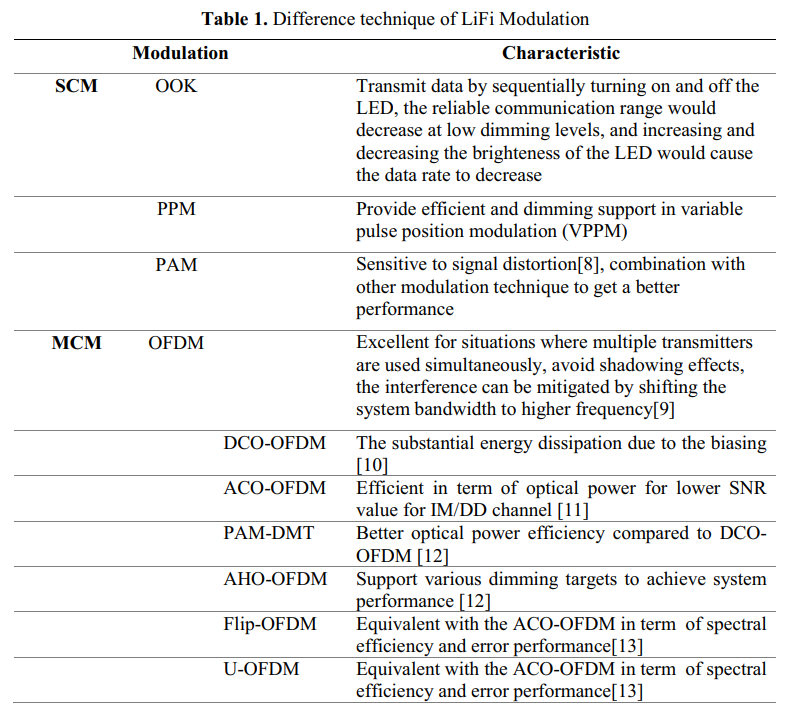 Table 1. Difference technique of LiFi Modulation
Modulation Characteristic
SCM OOK Transmit data by sequentially turning on and off the
LED, the reliable communication range would
decrease at low dimming levels, and increasing and
decreasing the brighteness of the LED would cause
the data rate to decrease
PPM Provide efficient and dimming support in variable
pulse position modulation (VPPM)
PAM Sensitive to signal distortion[8], combination with
other modulation technique to get a better
performance
MCM OFDM Excellent for situations where multiple transmitters
are used simultaneously, avoid shadowing effects,
the interference can be mitigated by shifting the
system bandwidth to higher frequency[9]
DCO-OFDM The substantial energy dissipation due to the biasing
[10]
ACO-OFDM Efficient in term of optical power for lower SNR
value for IM/DD channel [11]
PAM-DMT Better optical power efficiency compared to DCO-
OFDM [12]
AHO-OFDM Support various dimming targets to achieve system
performance [12]
Flip-OFDM Equivalent with the ACO-OFDM in term of spectral
efficiency and error performance[13]
U-OFDM Equivalent with the ACO-OFDM in term of spectral
efficiency and error performance[13]